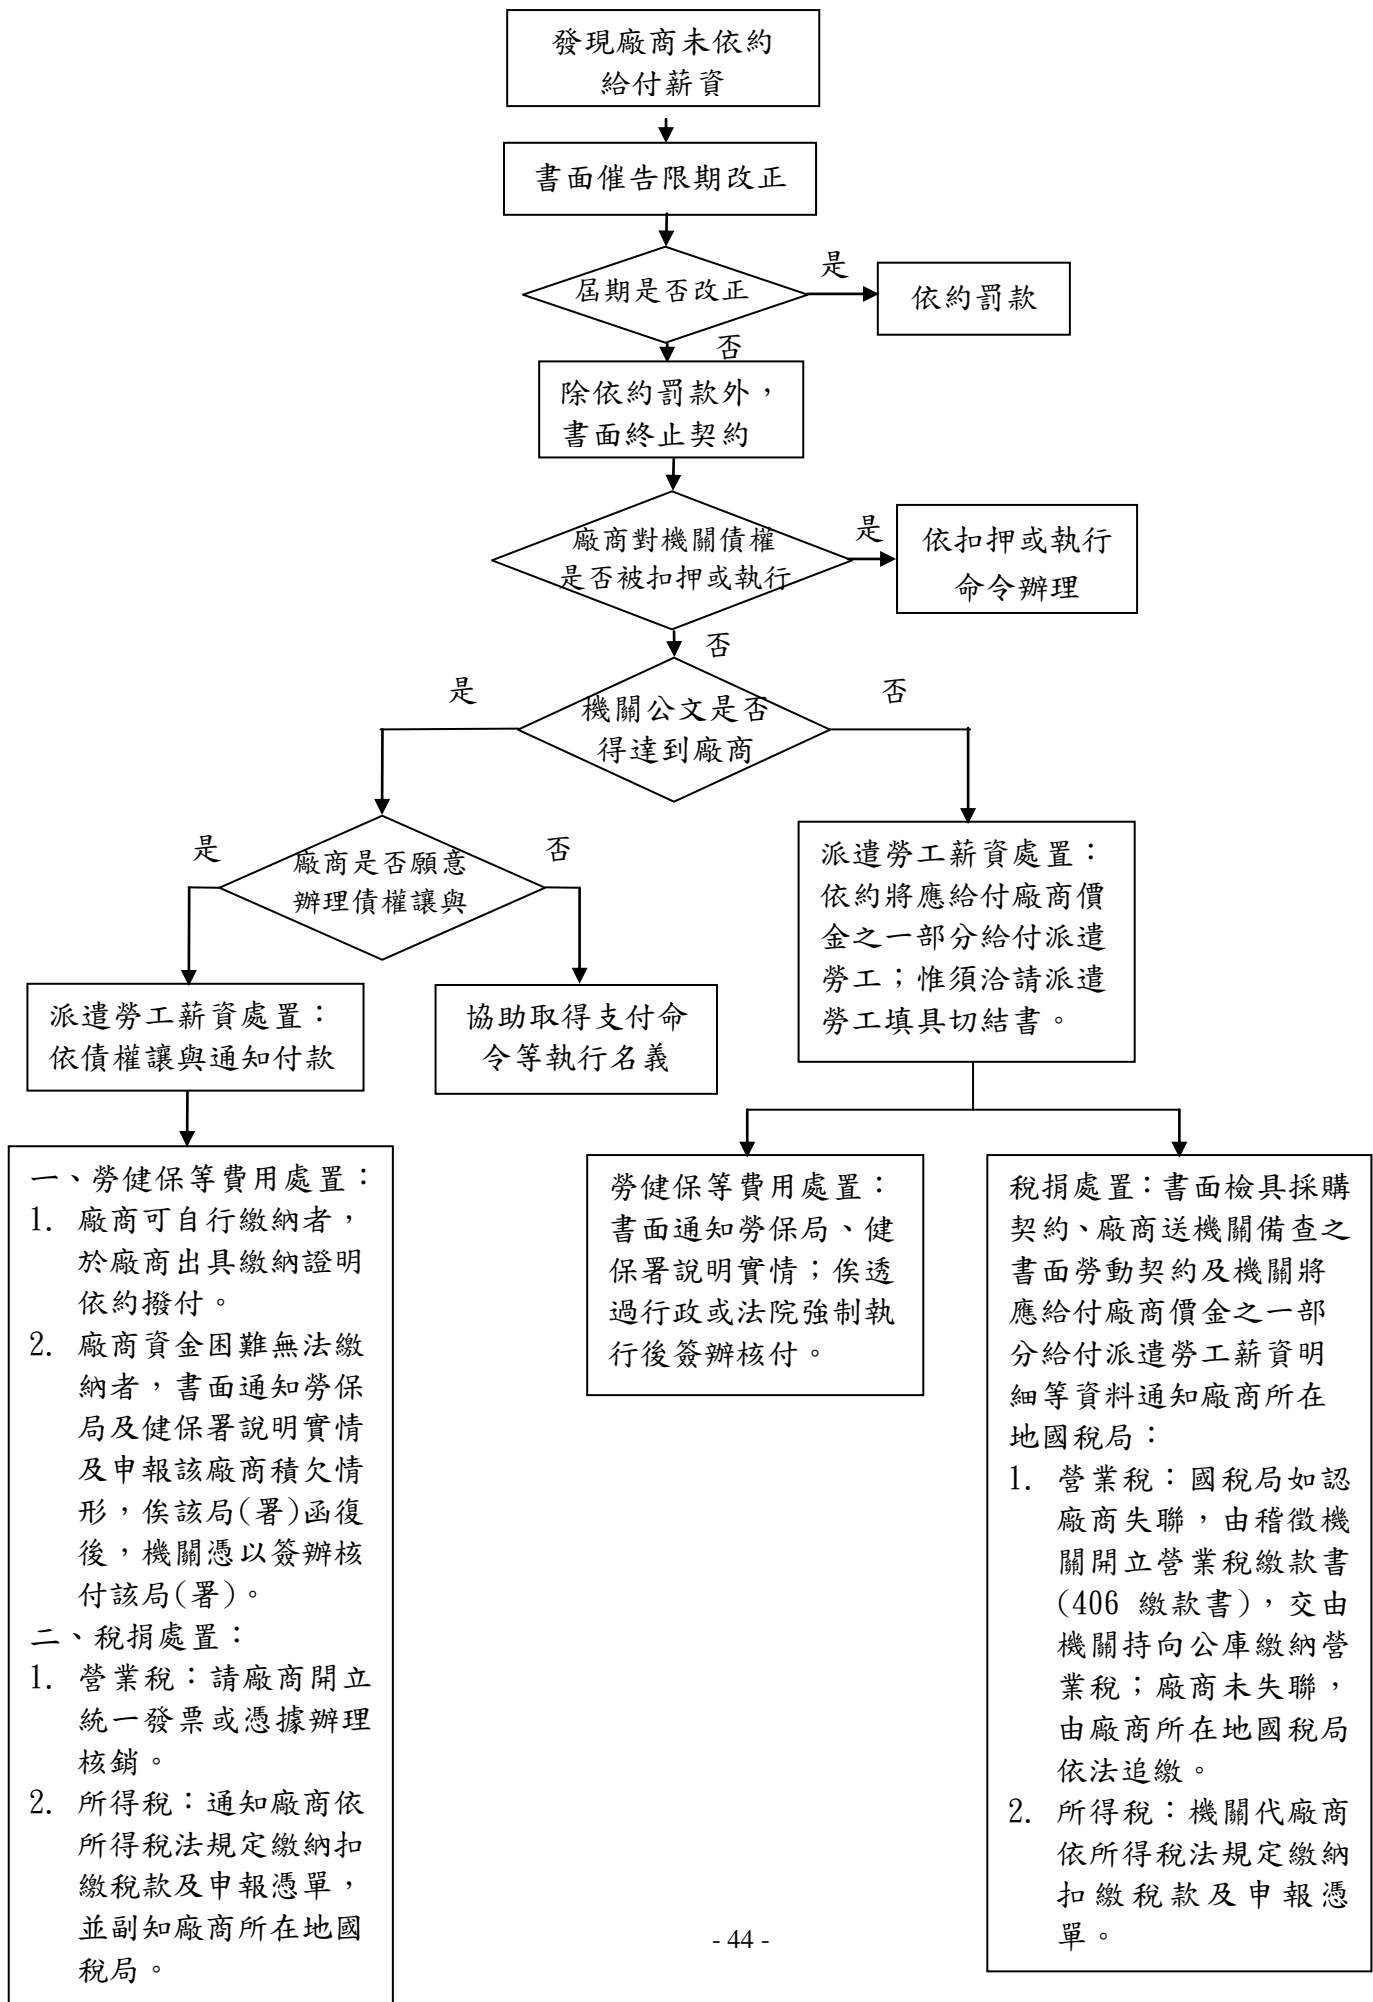 發現廠商未依約
給付薪資
書面催告限期改正
屆期是否改正
是
依約罰款
否
除依約罰款外，
書面終止契約
廠商對機關債權
是否被扣押或執行
是
依扣押或執行
命令辦理
否
機關公文是否
得達到廠商
是
否
廠商是否願意
辦理債權讓與
是
否
派遣勞工薪資處置：
依債權讓與通知付款
協助取得支付命
令等執行名義
派遣勞工薪資處置：
依約將應給付廠商價
金之一部分給付派遣
勞工；惟須洽請派遣
勞工填具切結書。
一、勞健保等費用處置：
1. 廠商可自行繳納者，
於廠商出具繳納證明
依約撥付。
2. 廠商資金困難無法繳
納者，書面通知勞保
局及健保署說明實情
及申報該廠商積欠情
形，俟該局(署)函復
後，機關憑以簽辦核
付該局(署)。
二、稅捐處置：
1. 營業稅：請廠商開立
統一發票或憑據辦理
核銷。
2. 所得稅：通知廠商依
所得稅法規定繳納扣
繳稅款及申報憑單，
並副知廠商所在地國
稅局。
勞健保等費用處置：
書面通知勞保局、健
保署說明實情；俟透
過行政或法院強制執
行後簽辦核付。
稅捐處置：書面檢具採購
契約、廠商送機關備查之
書面勞動契約及機關將
應給付廠商價金之一部
分給付派遣勞工薪資明
細等資料通知廠商所在
地國稅局：
1. 營業稅：國稅局如認
廠商失聯，由稽徵機
關開立營業稅繳款書
(406 繳款書)，交由
機關持向公庫繳納營
業稅；廠商未失聯，
由廠商所在地國稅局
依法追繳。
2. 所得稅：機關代廠商
依所得稅法規定繳納
扣繳稅款及申報憑
單。
- 44 -